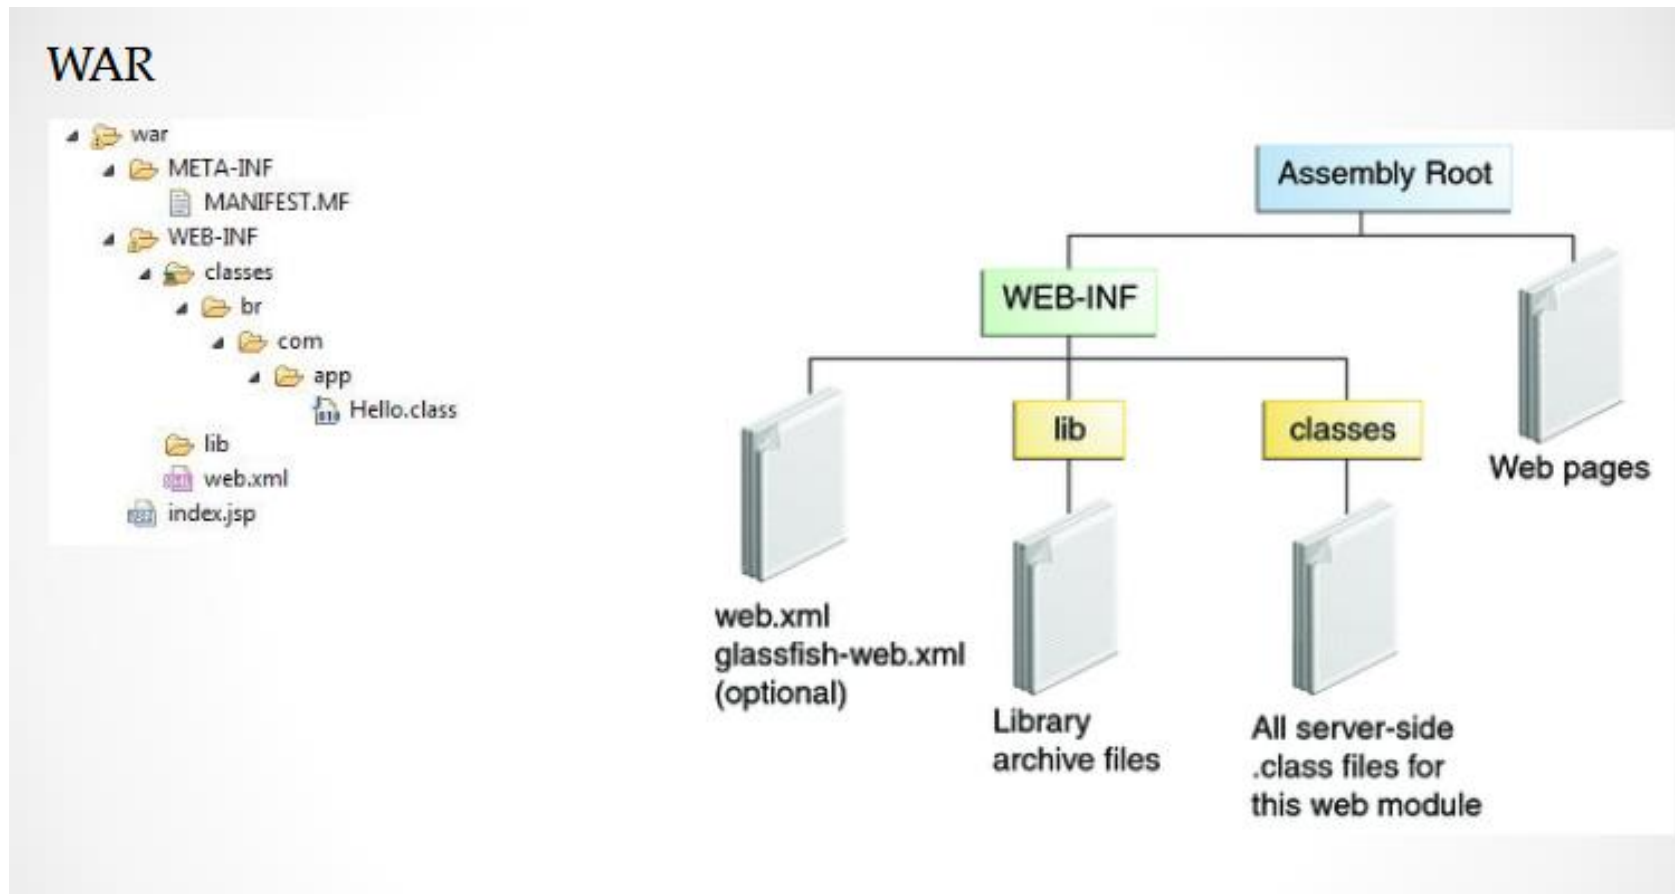 WAR
war
META-INF
MANIFEST.MF
WEB-INF
classes
br
com
app
Hello.class
lib
web.xml
index.jsp
Assembly Root
WEB-INF
lib
classes
Web pages
web.xml
glassfish-web.xml
(optional)
Library
archive files
All server-side
.class files for
this web module